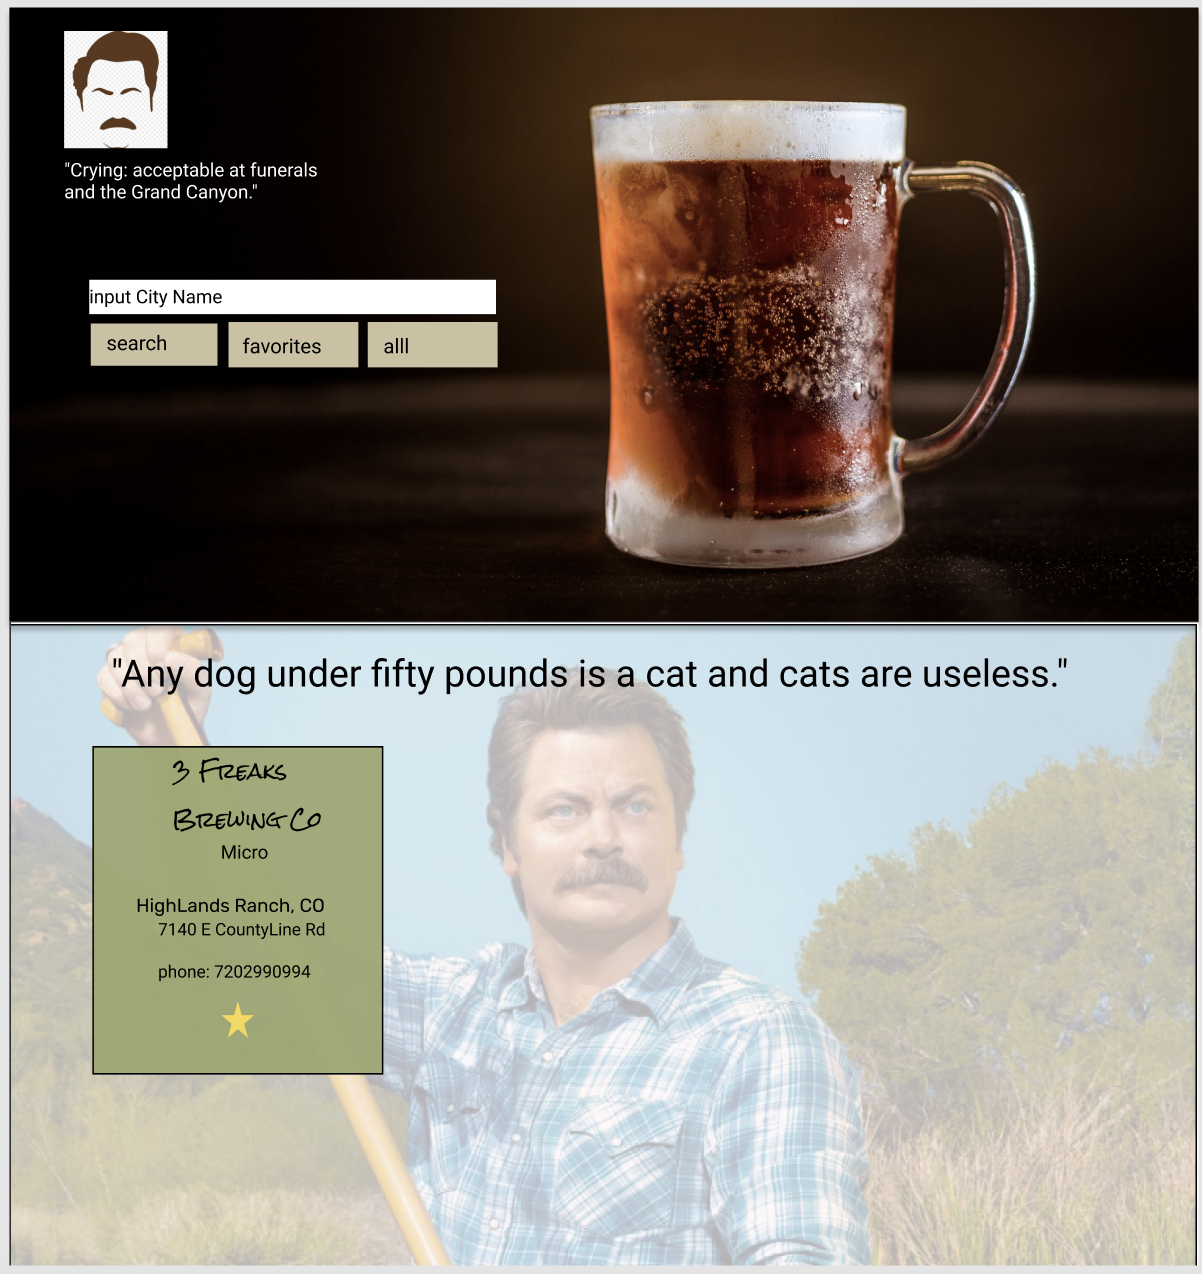 "Crying: acceptable at funerals
and the Grand Canyon."
input City Name
search favorites alll
"Any dog under fifty pounds is a cat and cats are useless."
3 Freaks
Brewing Co
Micro
HighLands Ranch, CO
7140 E CountyLine Rd
phone: 7202990994